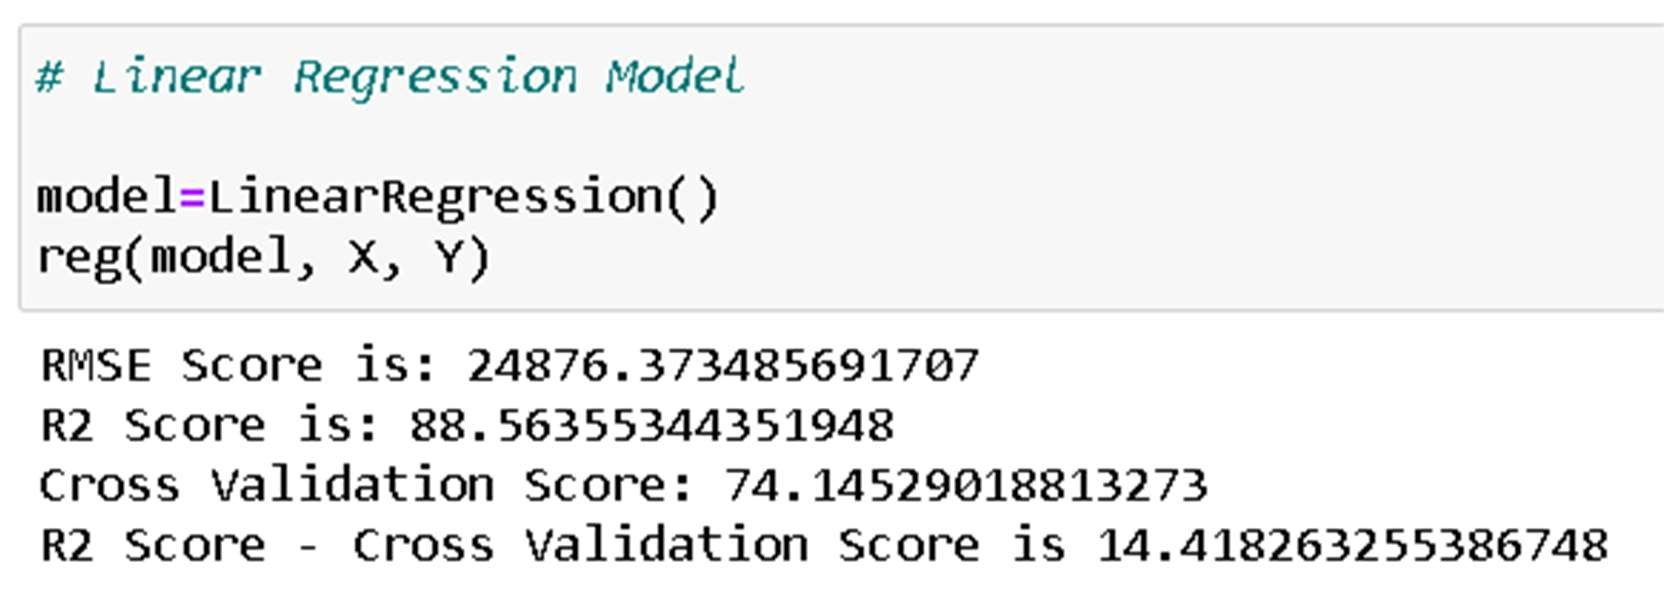 # Linear Regression Model
model=LinearRegression()
reg(model, X, Y)
RMSE Score is: 24876.373485691707
R2 Score is: 88.56355344351948
Cross Validation Score: 74.14529018813273
R2 Score - Cross Validation Score is 14.418263255386748